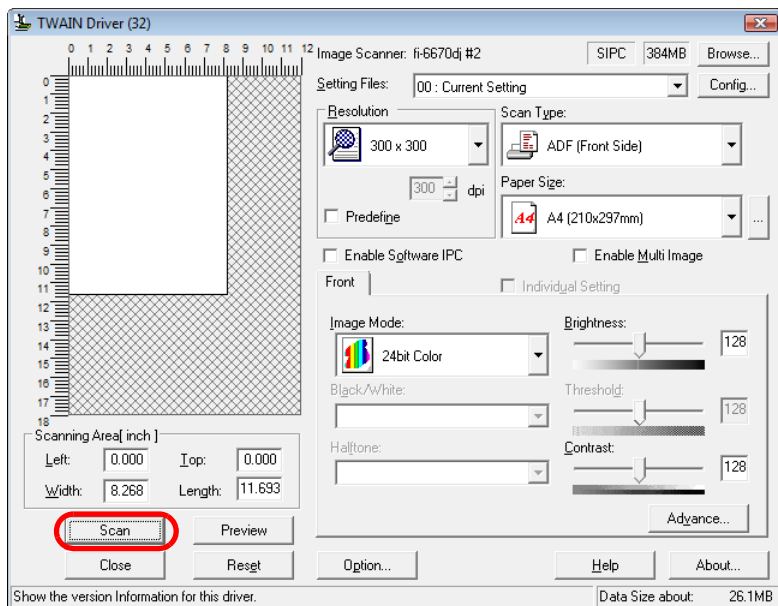 TWAIN Driver (32)
0 1 2 3 4 5 6 7 8 9 10 11 12
0
1
2
3
4
5
6
7
8
9
10
11
12
13
14
15
16
17
18
Image Scanner: fi-6670dj #2 SIPC 384MB Browse...
Setting Files: 00 : Current Setting Config...
Resolution
300 x 300
300 dpi
Predefine
Scan Type:
ADF (Front Side)
Paper Size:
A4 A4 (210x297mm) ...
Enable Software IPC Enable Multi Image
Front Individual Setting
Image Mode:
24bit Color
Black/White:
Halftone:
Brightness:
128
Threshold:
128
Contrast:
128
Advance...
Scanning Area[ inch ]
Left: 0.000 Top: 0.000
Width: 8.268 Length: 11.693
Scan Preview
Close Reset Option... Help About...
Show the version Information for this driver. Data Size about: 26.1MB